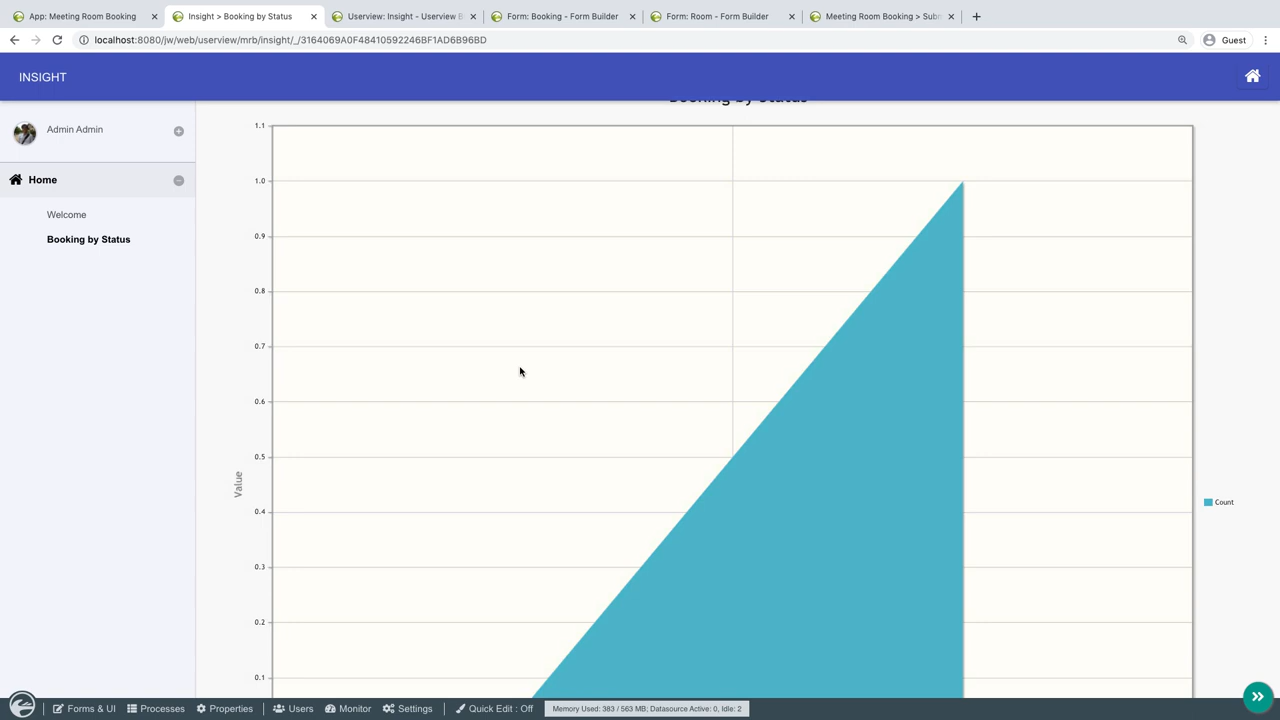 App: Meeting Room Booking
Insight > Booking by Status
Userview: Insight - Userview B
Form: Booking - Form Builder
Form: Room - Form Builder
Meeting Room Booking > Subm
localhost:8080/jw/web/userview/mrb/insight/_/3164069A0F48410592246BF1AD6B96BD
Guest
INSIGHT
Admin Admin
Home
Welcome
Booking by Status
Booking by Status
1.1
1.0
0.9
0.8
0.7
0.6
0.5
0.4
0.3
0.2
0.1
Value
Count
Forms & UI
Processes
Properties
Users
Monitor
Settings
Quick Edit : Off
Memory Used: 383 / 563 MB; Datasource Active: 0, Idle: 2